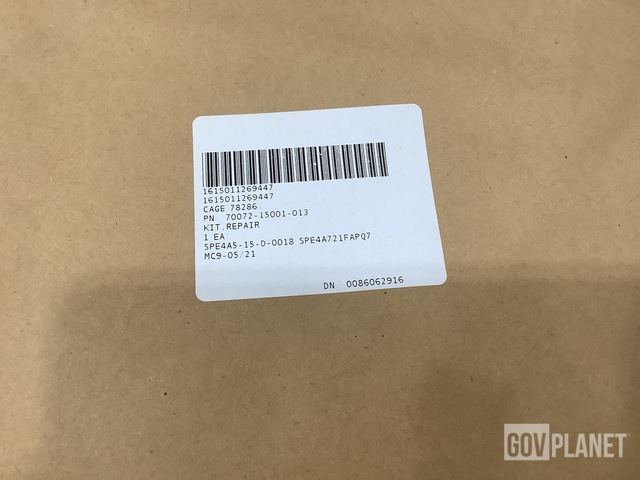 1615011269447
1615011269447
CAGE 78286
PN 70072-15001-013
KIT.REPAIR
1 EA
SPE4A5-15-D-0018 SPE4A721FAPQ7
MC9-05/21
DN 0086062916
GOVPLANET